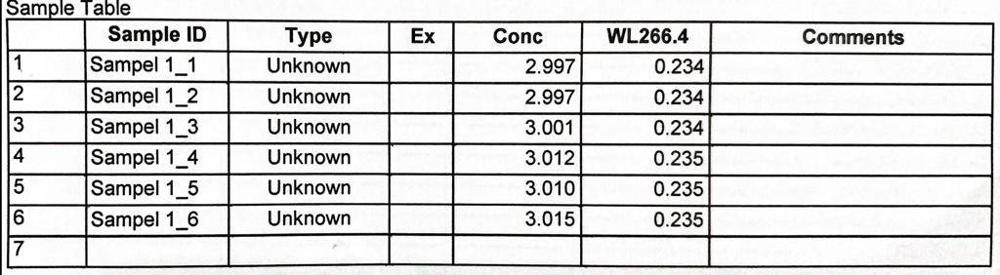 Sample Table
Sample ID Type Ex Conc WL266.4 Comments
1 Sampel 1_1 Unknown 2.997 0.234
2 Sampel 1_2 Unknown 2.997 0.234
3 Sampel 1_3 Unknown 3.001 0.234
4 Sampel 1_4 Unknown 3.012 0.235
5 Sampel 1_5 Unknown 3.010 0.235
6 Sampel 1_6 Unknown 3.015 0.235
7